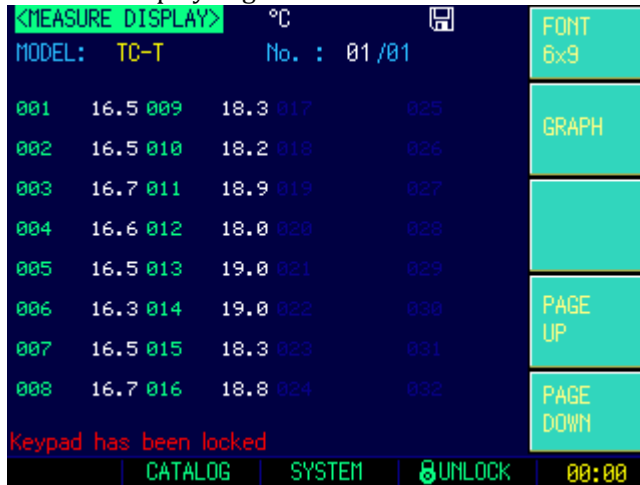 <MEASURE DISPLAY> °C
MODEL: TC-T No. : 01/01
001 16.5 009 18.3 017 025
002 16.5 010 18.2 018 026
003 16.7 011 18.9 019 027
004 16.6 012 18.0 020 028
005 16.5 013 19.0 021 029
006 16.3 014 19.0 022 030
007 16.5 015 18.3 023 031
008 16.7 016 18.8 024 032
Keypad has been locked
FONT
6x9
GRAPH
PAGE
UP
PAGE
DOWN
CATALOG SYSTEM UNLOCK 00:00